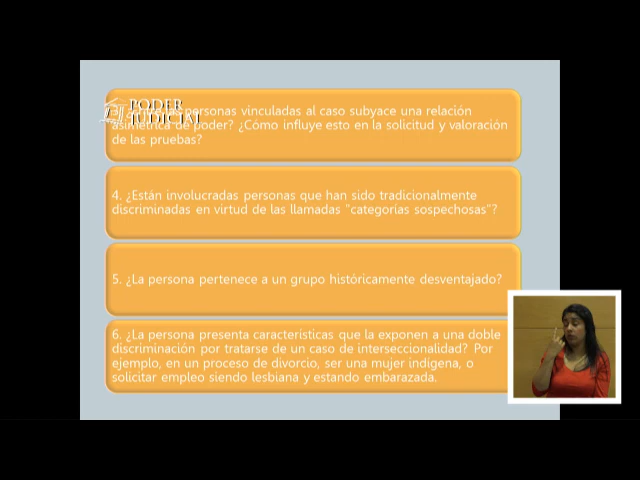 PODER
JUDICIAL
personas vinculadas al caso subyace una relación
asimétrica de poder? ¿Cómo influye esto en la solicitud y valoración
de las pruebas?
4. ¿Están involucradas personas que han sido tradicionalmente
discriminadas en virtud de las llamadas "categorías sospechosas"?
5. ¿La persona pertenece a un grupo históricamente desventajado?
6. ¿La persona presenta características que la exponen a una doble
discriminación por tratarse de un caso de interseccionalidad? Por
ejemplo, en un proceso de divorcio, ser una mujer indígena, o
solicitar empleo siendo lesbiana y estando embarazada.